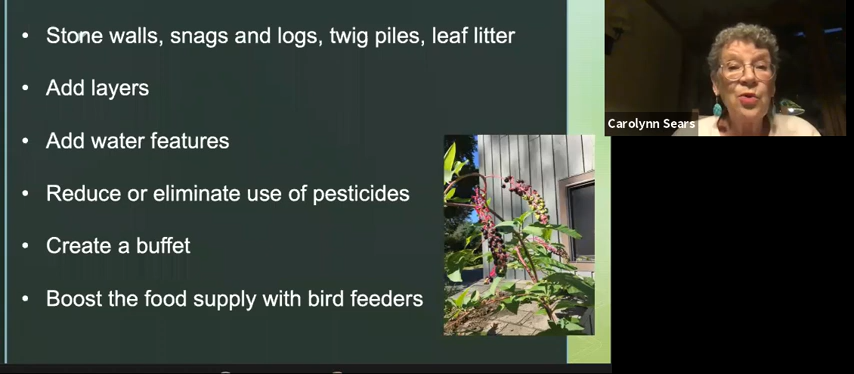 • Stone walls, snags and logs, twig piles, leaf litter
• Add layers
• Add water features
• Reduce or eliminate use of pesticides
• Create a buffet
• Boost the food supply with bird feeders
Carolynn Sears